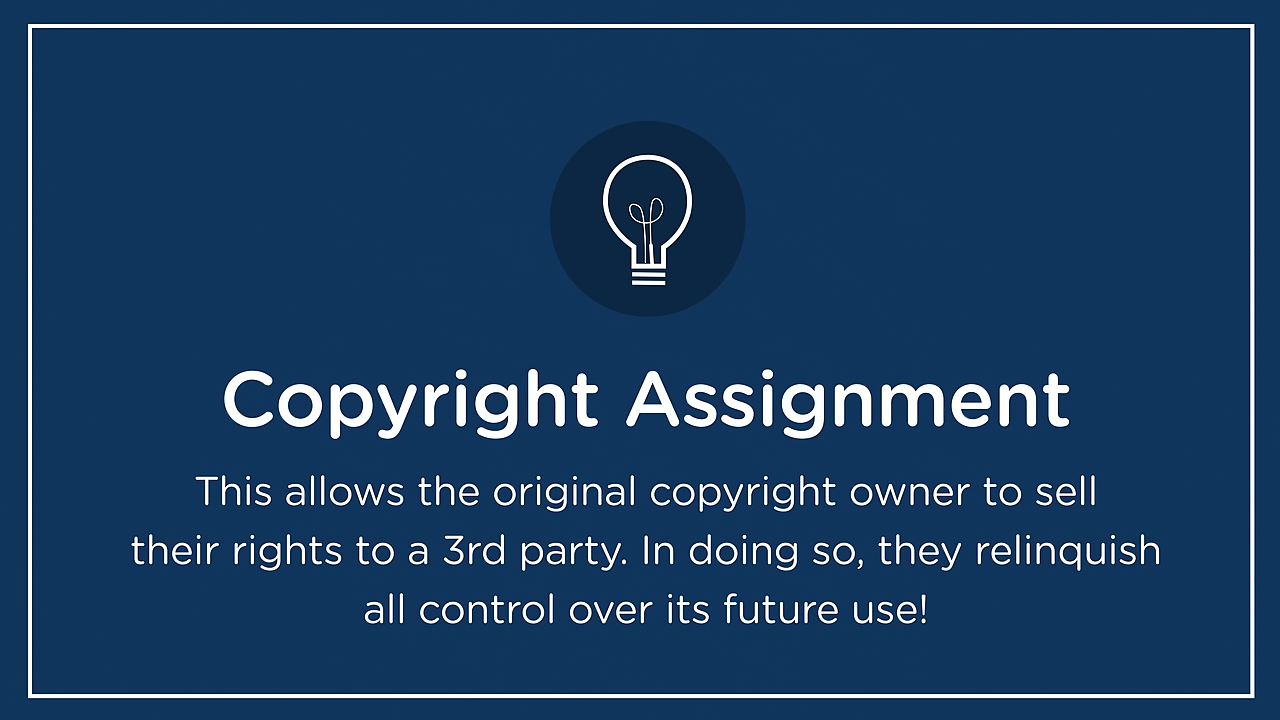 Copyright Assignment
This allows the original copyright owner to sell
their rights to a 3rd party. In doing so, they relinquish
all control over its future use!